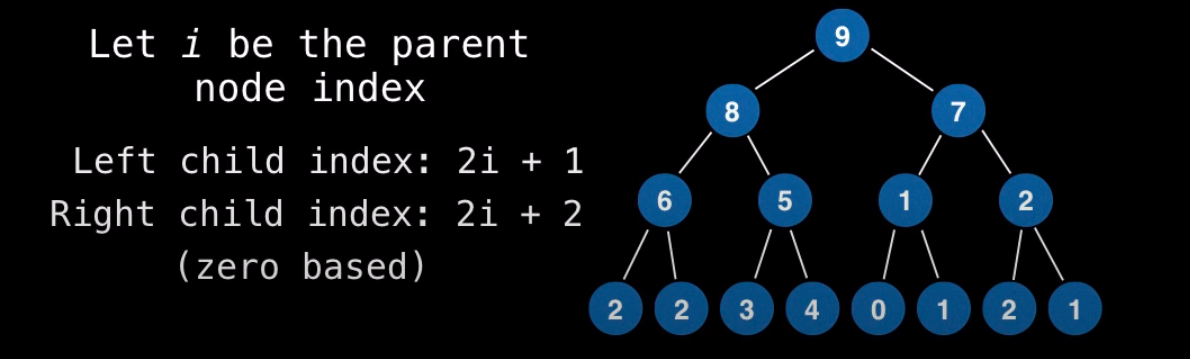 Let i be the parent
node index
Left child index: 2i + 1
Right child index: 2i + 2
(zero based)
9
8 7
6 5 1 2
2 2 3 4 0 1 2 1